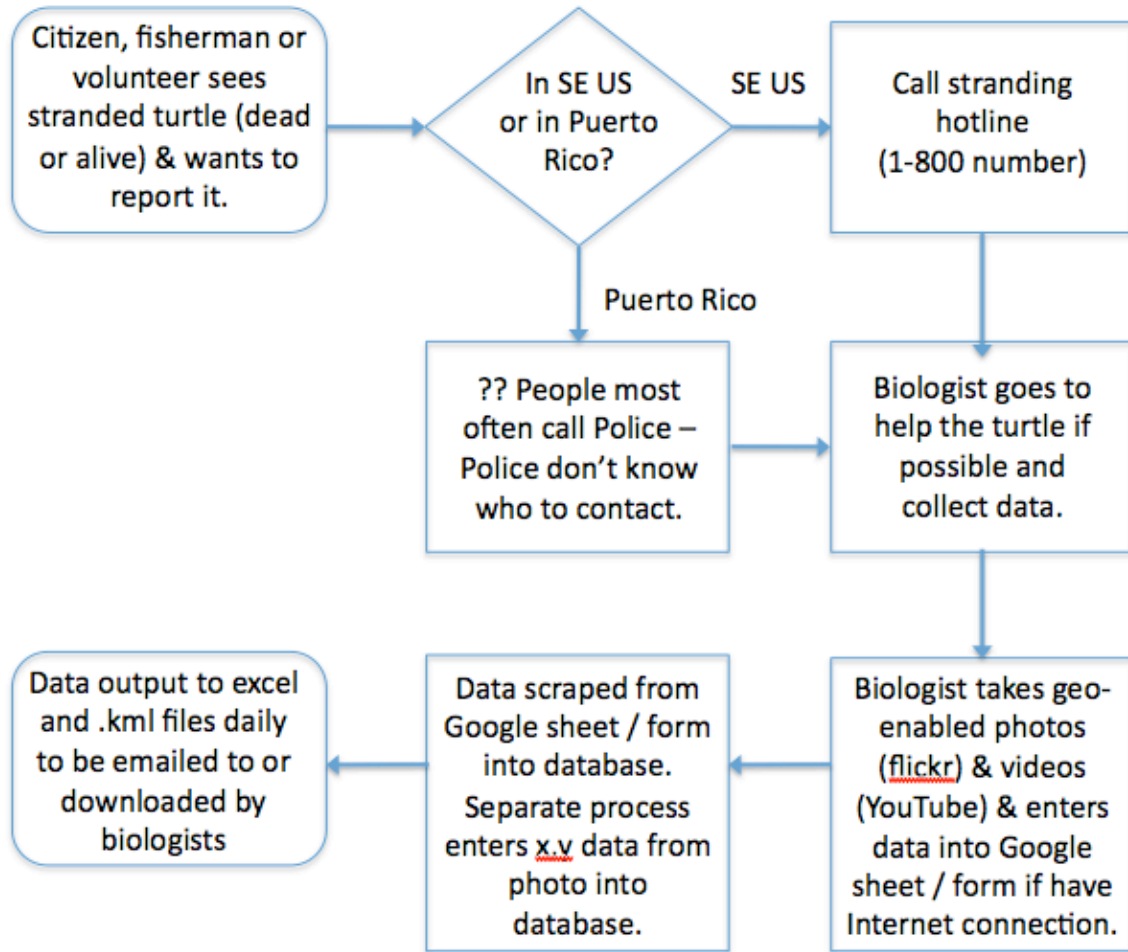 Citizen, fisherman or
volunteer sees
stranded turtle (dead
or alive) & wants to
report it.
In SE US
or in Puerto
Rico?
SE US
Call stranding
hotline
(1-800 number)
Puerto Rico
?? People most
often call Police –
Police don’t know
who to contact.
Biologist goes to
help the turtle if
possible and
collect data.
Biologist takes geo-
enabled photos
(flickr) & videos
(YouTube) & enters
data into Google
sheet / form if have
Internet connection.
Data scraped from
Google sheet / form
into database.
Separate process
enters x.y data from
photo into
database.
Data output to excel
and .kml files daily
to be emailed to or
downloaded by
biologists